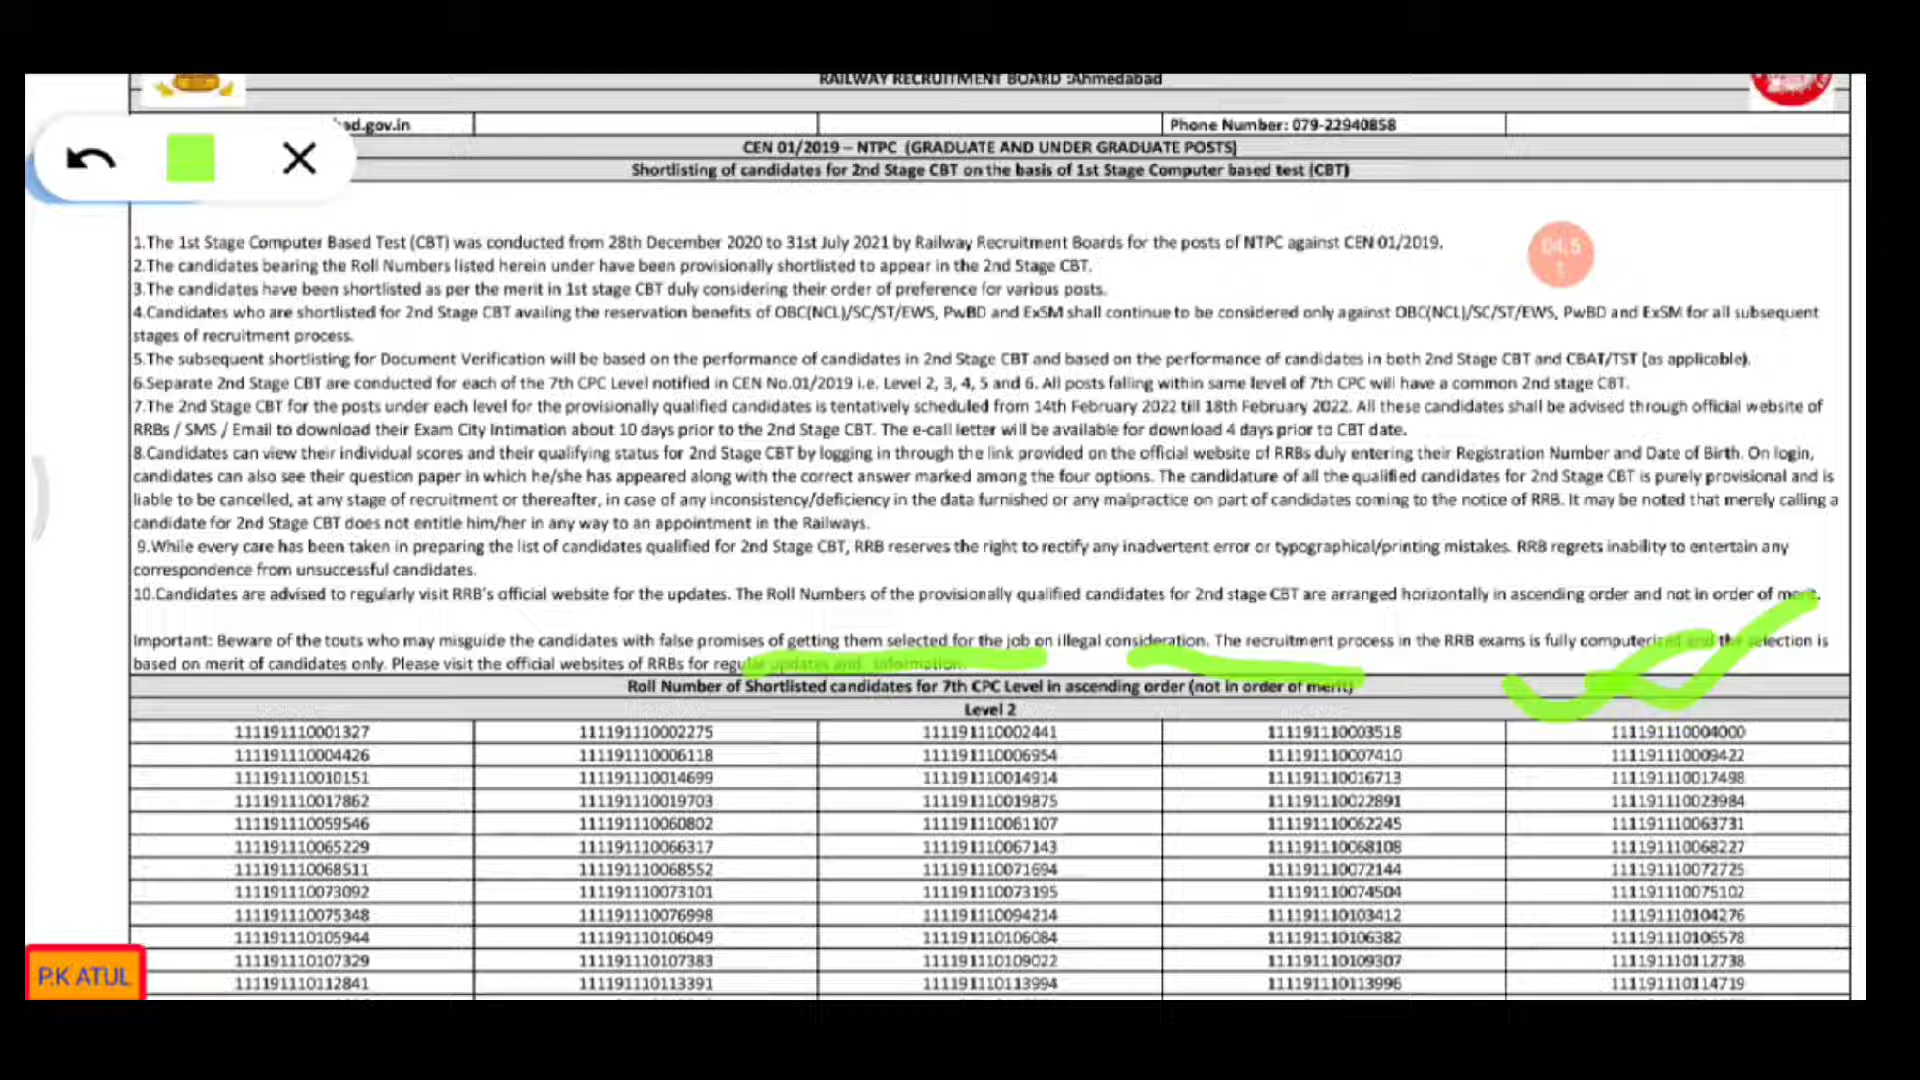 RAILWAY RECRUITMENT BOARD :Ahmedabad
ad.gov.in Phone Number: 079-22940858
CEN 01/2019 – NTPC (GRADUATE AND UNDER GRADUATE POSTS)
Shortlisting of candidates for 2nd Stage CBT on the basis of 1st Stage Computer based test (CBT)
1.The 1st Stage Computer Based Test (CBT) was conducted from 28th December 2020 to 31st July 2021 by Railway Recruitment Boards for the posts of NTPC against CEN 01/2019.
04:5
1
2.The candidates bearing the Roll Numbers listed herein under have been provisionally shortlisted to appear in the 2nd Stage CBT.
3.The candidates have been shortlisted as per the merit in 1st stage CBT duly considering their order of preference for various posts.
4.Candidates who are shortlisted for 2nd Stage CBT availing the reservation benefits of OBC(NCL)/SC/ST/EWS, PwBD and ExSM shall continue to be considered only against OBC(NCL)/SC/ST/EWS, PwBD and ExSM for all subsequent
stages of recruitment process.
5.The subsequent shortlisting for Document Verification will be based on the performance of candidates in 2nd Stage CBT and based on the performance of candidates in both 2nd Stage CBT and CBAT/TST (as applicable).
6.Separate 2nd Stage CBT are conducted for each of the 7th CPC Level notified in CEN No.01/2019 i.e. Level 2, 3, 4, 5 and 6. All posts falling within same level of 7th CPC will have a common 2nd stage CBT.
7.The 2nd Stage CBT for the posts under each level for the provisionally qualified candidates is tentatively scheduled from 14th February 2022 till 18th February 2022. All these candidates shall be advised through official website of
RRBs / SMS / Email to download their Exam City Intimation about 10 days prior to the 2nd Stage CBT. The e-call letter will be available for download 4 days prior to CBT date.
8.Candidates can view their individual scores and their qualifying status for 2nd Stage CBT by logging in through the link provided on the official website of RRBs duly entering their Registration Number and Date of Birth. On login,
candidates can also see their question paper in which he/she has appeared along with the correct answer marked among the four options. The candidature of all the qualified candidates for 2nd Stage CBT is purely provisional and is
liable to be cancelled, at any stage of recruitment or thereafter, in case of any inconsistency/deficiency in the data furnished or any malpractice on part of candidates coming to the notice of RRB. It may be noted that merely calling a
candidate for 2nd Stage CBT does not entitle him/her in any way to an appointment in the Railways.
9.While every care has been taken in preparing the list of candidates qualified for 2nd Stage CBT, RRB reserves the right to rectify any inadvertent error or typographical/printing mistakes. RRB regrets inability to entertain any
correspondence from unsuccessful candidates.
10.Candidates are advised to regularly visit RRB's official website for the updates. The Roll Numbers of the provisionally qualified candidates for 2nd stage CBT are arranged horizontally in ascending order and not in order of merit.
Important: Beware of the touts who may misguide the candidates with false promises of getting them selected for the job on illegal consideration. The recruitment process in the RRB exams is fully computerized and the selection is
based on merit of candidates only. Please visit the official websites of RRBs for regular updates and information.
Roll Number of Shortlisted candidates for 7th CPC Level in ascending order (not in order of merit)
Level 2
111191110001327 111191110002275 111191110002441 111191110003518 111191110004000
111191110004426 111191110006118 111191110006954 111191110007410 111191110009422
111191110010151 111191110014699 111191110014914 111191110016713 111191110017498
111191110017862 111191110019703 111191110019875 111191110022891 111191110023984
111191110059546 111191110060802 111191110061107 111191110062245 111191110063731
111191110065229 111191110066317 111191110067143 111191110068108 111191110068227
111191110068511 111191110068552 111191110071694 111191110072144 111191110072725
111191110073092 111191110073101 111191110073195 111191110074504 111191110075102
111191110075348 111191110076998 111191110094214 111191110103412 111191110104276
111191110105944 111191110106049 111191110106084 111191110106382 111191110106578
111191110107329 111191110107383 111191110109022 111191110109307 111191110112738
111191110112841 111191110113391 111191110113994 111191110113996 111191110114719
P.K ATUL